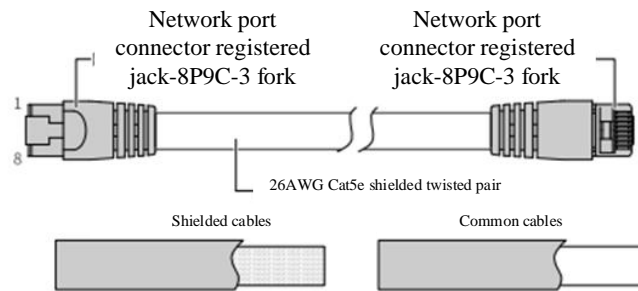 Network port
connector registered
jack-8P9C-3 fork
Network port
connector registered
jack-8P9C-3 fork
1
8
26AWG Cat5e shielded twisted pair
Shielded cables
Common cables